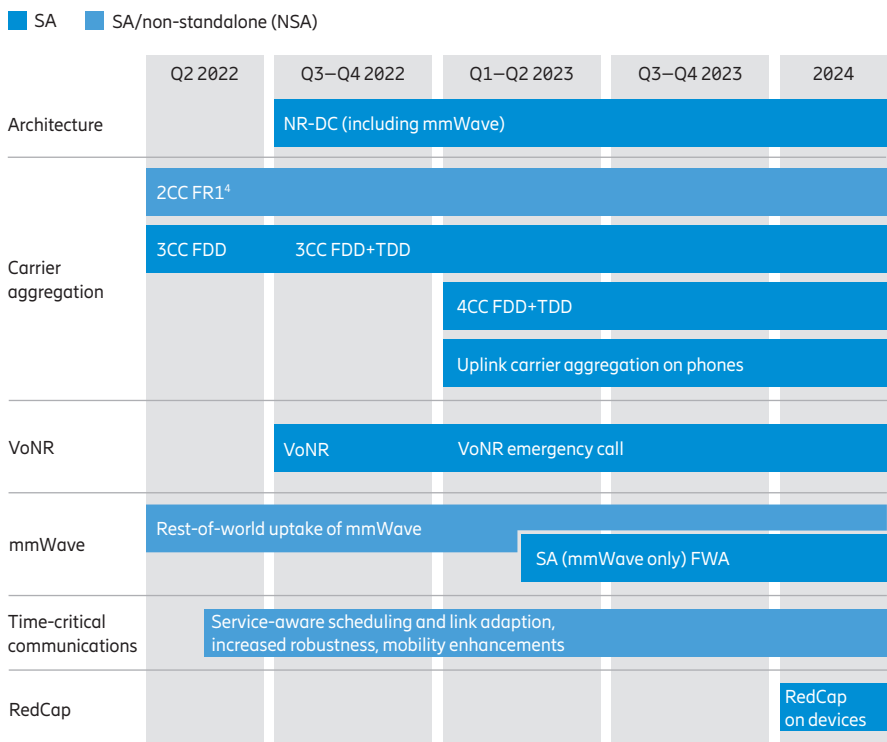 SA
SA/non-standalone (NSA)
Q2 2022
Q3–Q4 2022
Q1–Q2 2023
Q3–Q4 2023
2024
Architecture
NR-DC (including mmWave)
Carrier
aggregation
2CC FR1⁴
3CC FDD
3CC FDD+TDD
4CC FDD+TDD
Uplink carrier aggregation on phones
VoNR
VoNR
VoNR emergency call
mmWave
Rest-of-world uptake of mmWave
SA (mmWave only) FWA
Time-critical
communications
Service-aware scheduling and link adaption,
increased robustness, mobility enhancements
RedCap
RedCap
on devices